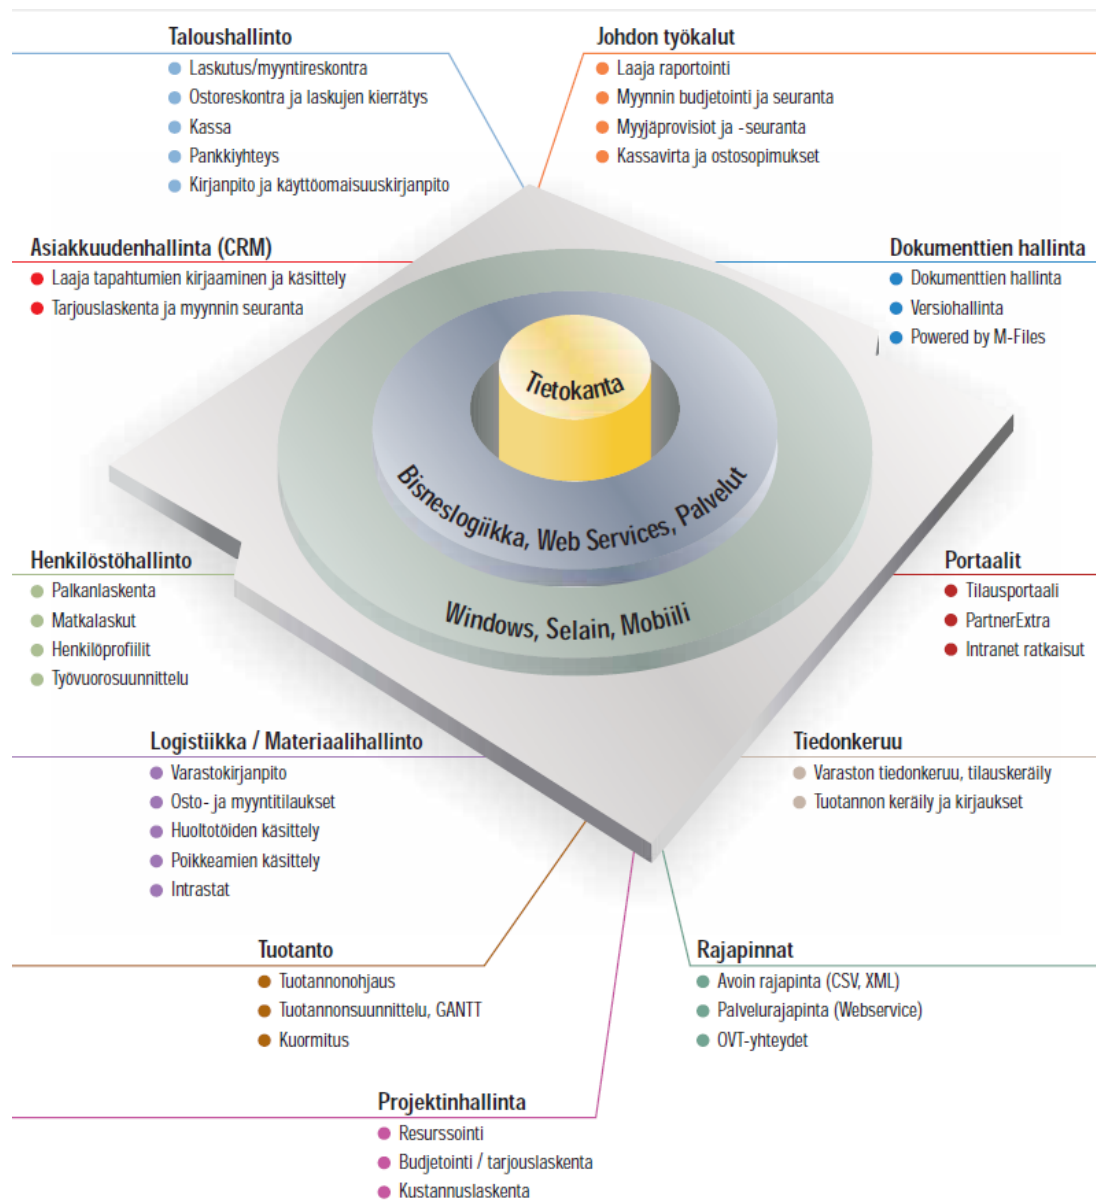 Taloushallinto
Laskutus/myyntireskontra
Ostoreskontra ja laskujen kierrätys
Kassa
Pankkiyhteys
Kirjanpito ja käyttöomaisuuskirjanpito
Johdon työkalut
Laaja raportointi
Myynnin budjetointi ja seuranta
Myyjäprovisiot ja -seuranta
Kassavirta ja ostosopimukset
Asiakkuudenhallinta (CRM)
Laaja tapahtumien kirjaaminen ja käsittely
Tarjouslaskenta ja myynnin seuranta
Dokumenttien hallinta
Dokumenttien hallinta
Versiohallinta
Powered by M-Files
Tietokanta
Bisneslogiikka, Web Services, Palvelut
Windows, Selain, Mobiili
Henkilöstöhallinto
Palkanlaskenta
Matkalaskut
Henkilöprofiilit
Työvuorosuunnittelu
Portaalit
Tilausportaali
PartnerExtra
Intranet ratkaisut
Logistiikka / Materiaalihallinto
Varastokirjanpito
Osto- ja myyntitilaukset
Huoltotöiden käsittely
Poikkeamien käsittely
Intrastat
Tiedonkeruu
Varaston tiedonkeruu, tilauskeräily
Tuotannon keräily ja kirjaukset
Tuotanto
Tuotannonohjaus
Tuotannonsuunnittelu, GANTT
Kuormitus
Rajapinnat
Avoin rajapinta (CSV, XML)
Palvelurajapinta (Webservice)
OVT-yhteydet
Projektinhallinta
Resurssointi
Budjetointi / tarjouslaskenta
Kustannuslaskenta